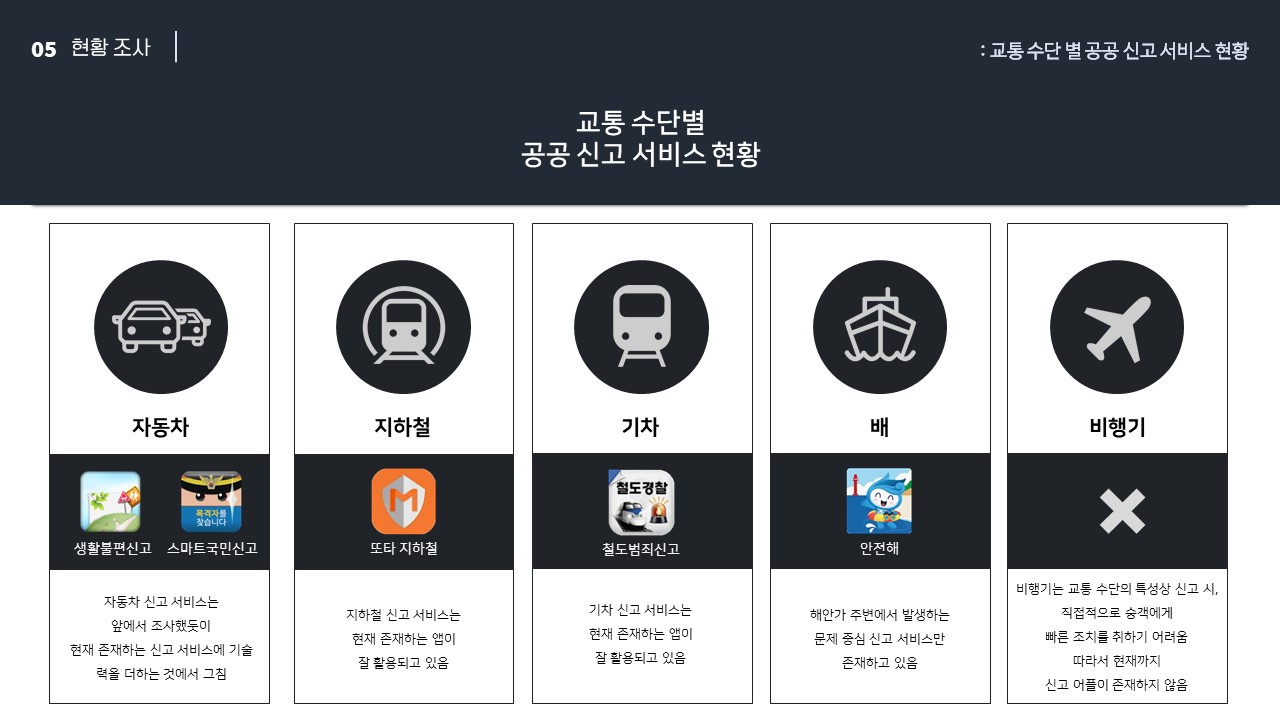 05 현황 조사
: 교통 수단 별 공공 신고 서비스 현황
교통 수단별
공공 신고 서비스 현황
자동차
생활불편신고
목격자를
찾습니다
스마트국민신고
자동차 신고 서비스는
앞에서 조사했듯이
현재 존재하는 신고 서비스에 기술
력을 더하는 것에서 그침
지하철
M
또타 지하철
지하철 신고 서비스는
현재 존재하는 앱이
잘 활용되고 있음
기차
철도경찰
철도범죄신고
기차 신고 서비스는
현재 존재하는 앱이
잘 활용되고 있음
배
안전해
해안가 주변에서 발생하는
문제 중심 신고 서비스만
존재하고 있음
비행기
비행기는 교통 수단의 특성상 신고 시,
직접적으로 승객에게
빠른 조치를 취하기 어려움
따라서 현재까지
신고 어플이 존재하지 않음